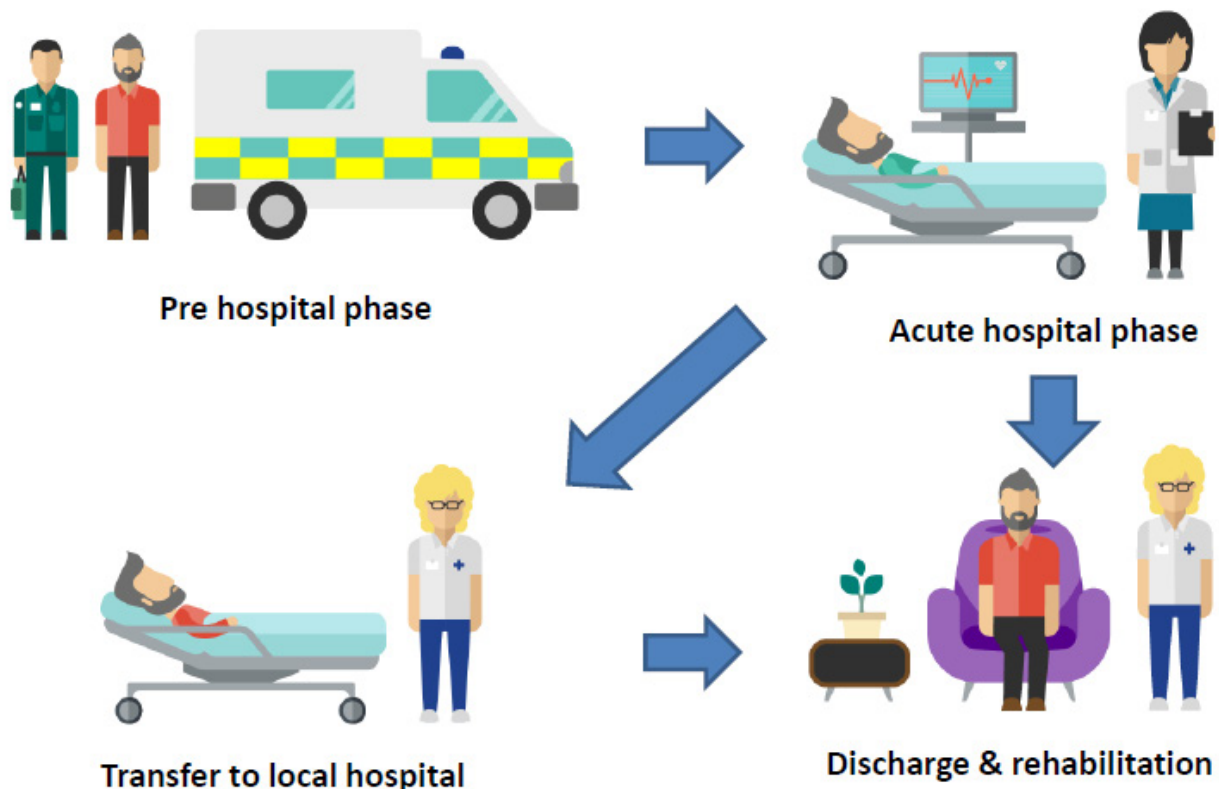 Pre hospital phase
Acute hospital phase
Transfer to local hospital
Discharge & rehabilitation